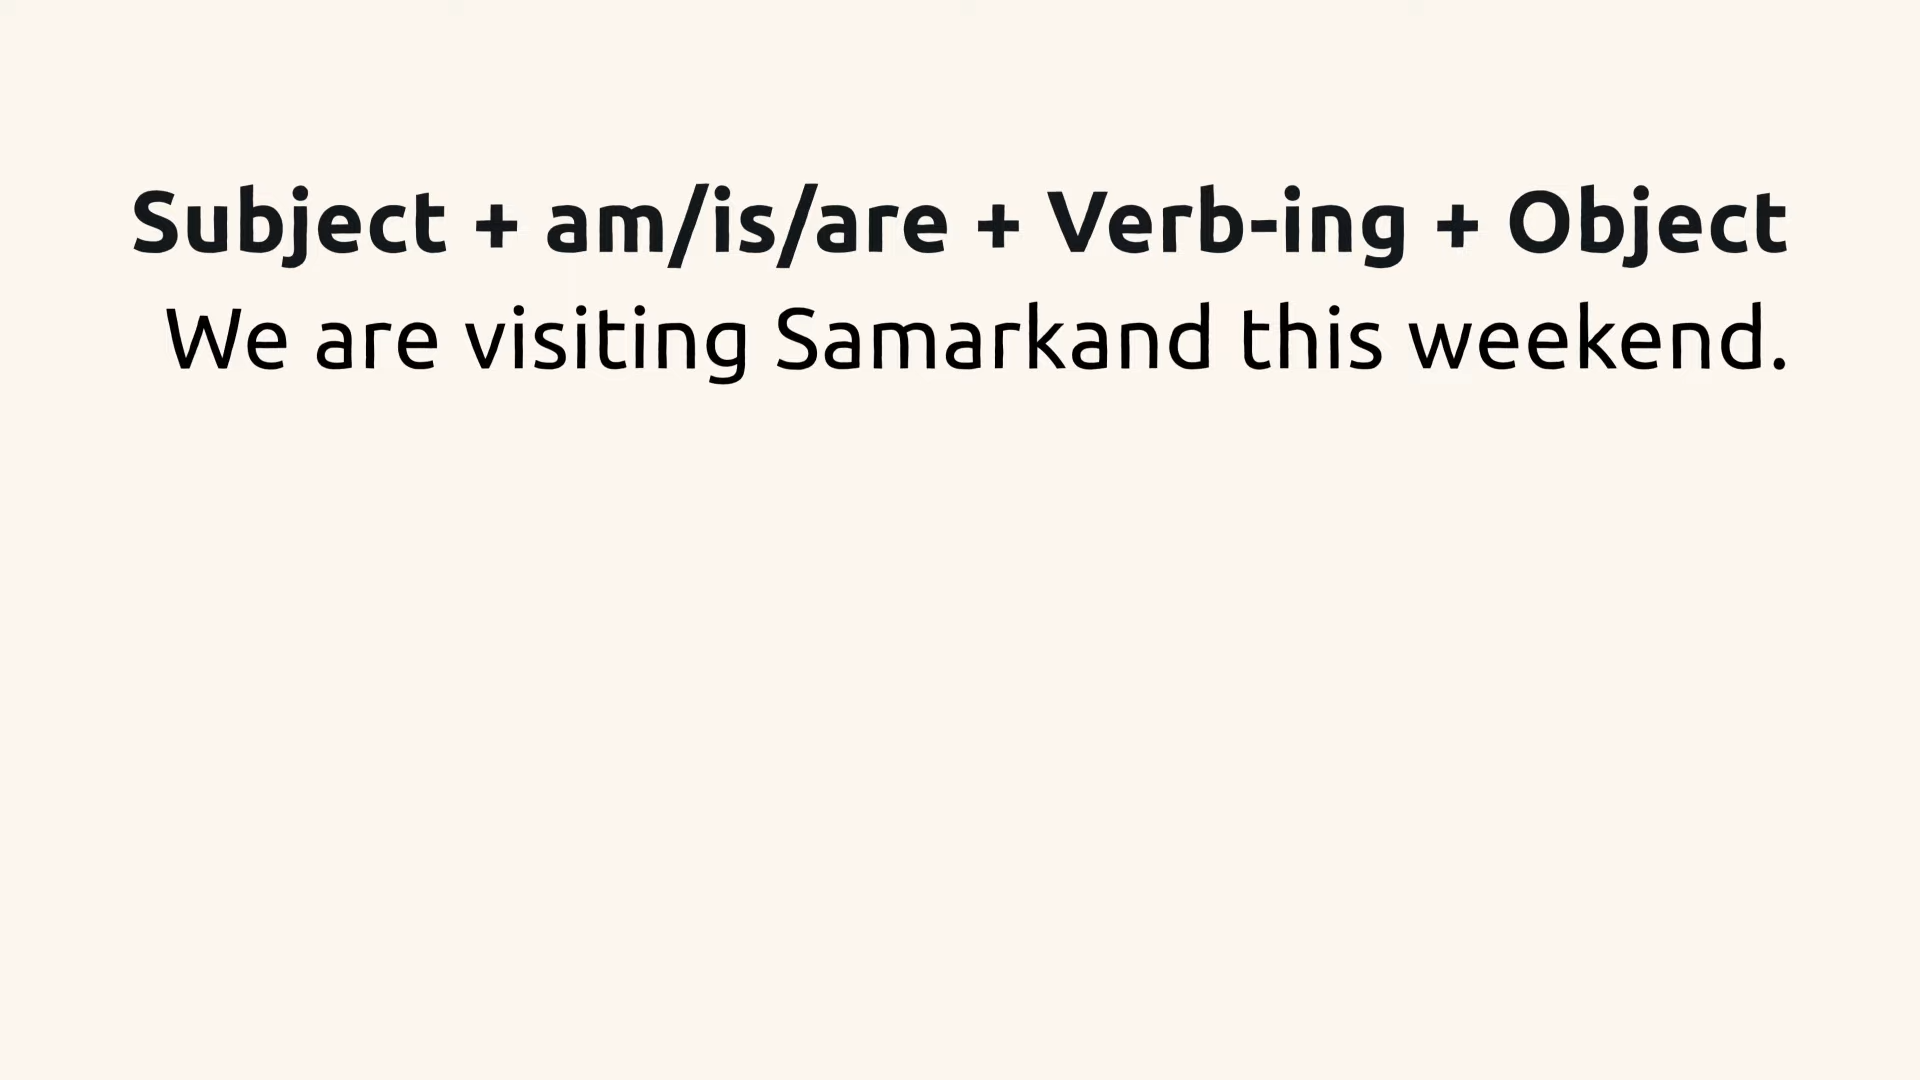 Subject + am/is/are + Verb-ing + Object
We are visiting Samarkand this weekend.